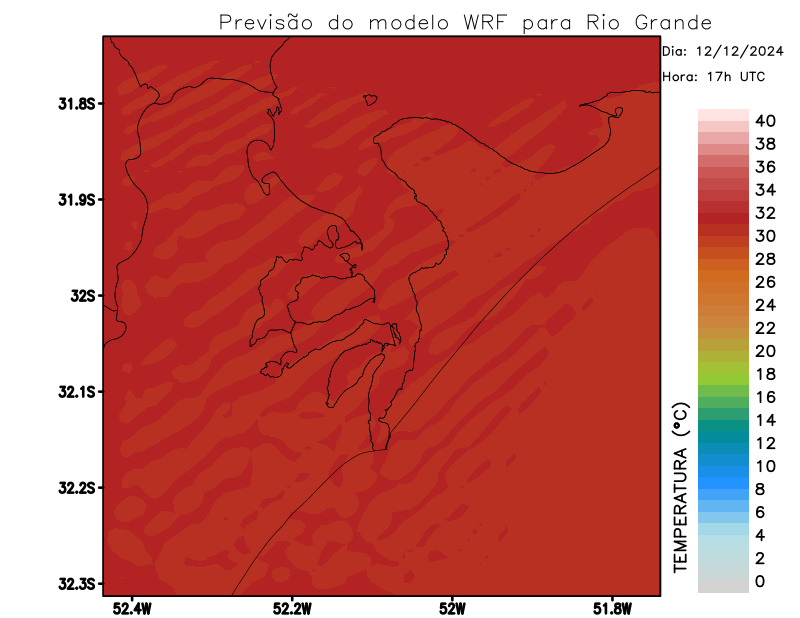 Previsão do modelo WRF para Rio Grande
Dia: 12/12/2024
Hora: 17h UTC
31.8S
31.9S
32S
32.1S
32.2S
32.3S
52.4W
52.2W
52W
51.8W
TEMPERATURA (°C)
40
38
36
34
32
30
28
26
24
22
20
18
16
14
12
10
8
6
4
2
0